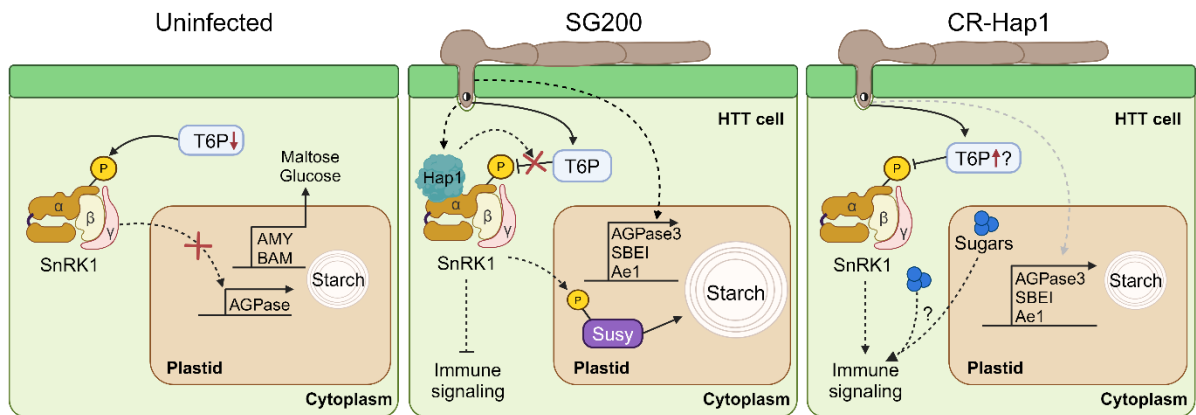 Uninfected
T6P
P
α
β
γ
SnRK1
Maltose
Glucose
AMY
BAM
AGPase
Starch
Plastid
Cytoplasm
SG200
HTT cell
Hap1
P
T6P
α
β
γ
SnRK1
AGPase3
SBEI
Ae1
Starch
P
Susy
Immune
signaling
Plastid
Cytoplasm
CR-Hap1
HTT cell
P
T6P ?
α
β
γ
SnRK1
Sugars
?
AGPase3
SBEI
Ae1
Immune
signaling
Plastid
Cytoplasm